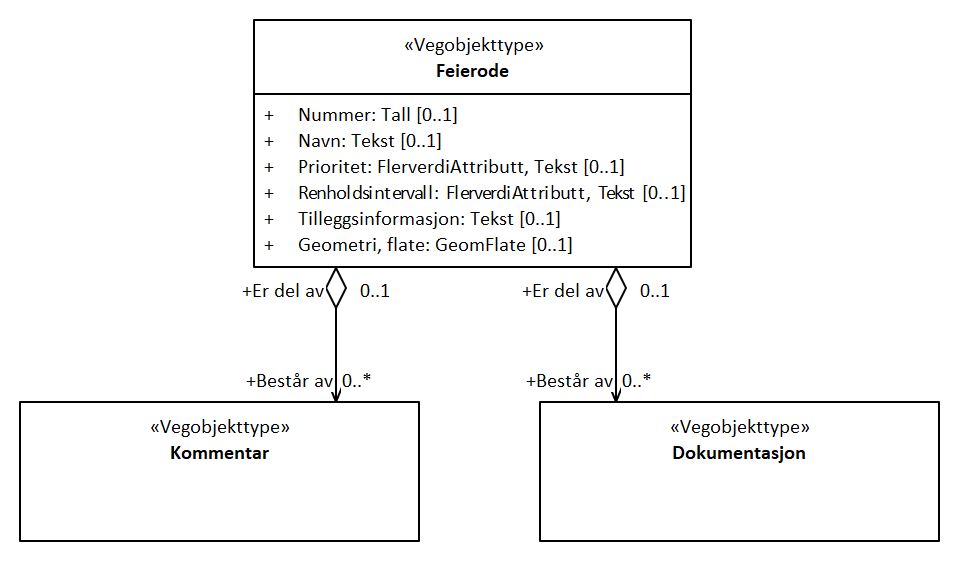 «Vegobjekttype»
Feierode
+ Nummer: Tall [0..1]
+ Navn: Tekst [0..1]
+ Prioritet: FlerverdiAttributt, Tekst [0..1]
+ Renholdsintervall: FlerverdiAttributt, Tekst [0..1]
+ Tilleggsinformasjon: Tekst [0..1]
+ Geometri, flate: GeomFlate [0..1]
+Er del av 0..1
+Er del av 0..1
+Består av 0..*
+Består av 0..*
«Vegobjekttype»
Kommentar
«Vegobjekttype»
Dokumentasjon